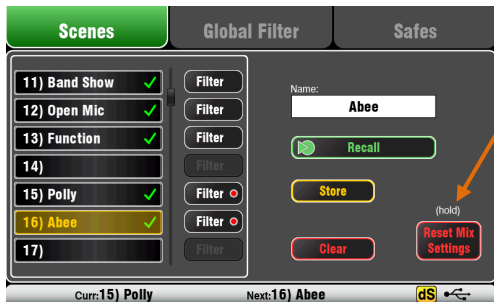 Scenes
Global Filter
Safes
11) Band Show
Filter
12) Open Mic
Filter
13) Function
Filter
14)
Filter
15) Polly
Filter
16) Abee
Filter
17)
Filter
Name:
Abee
Recall
Store
Clear
(hold)
Reset Mix
Settings
Curr:15) Polly
Next:16) Abee
dS